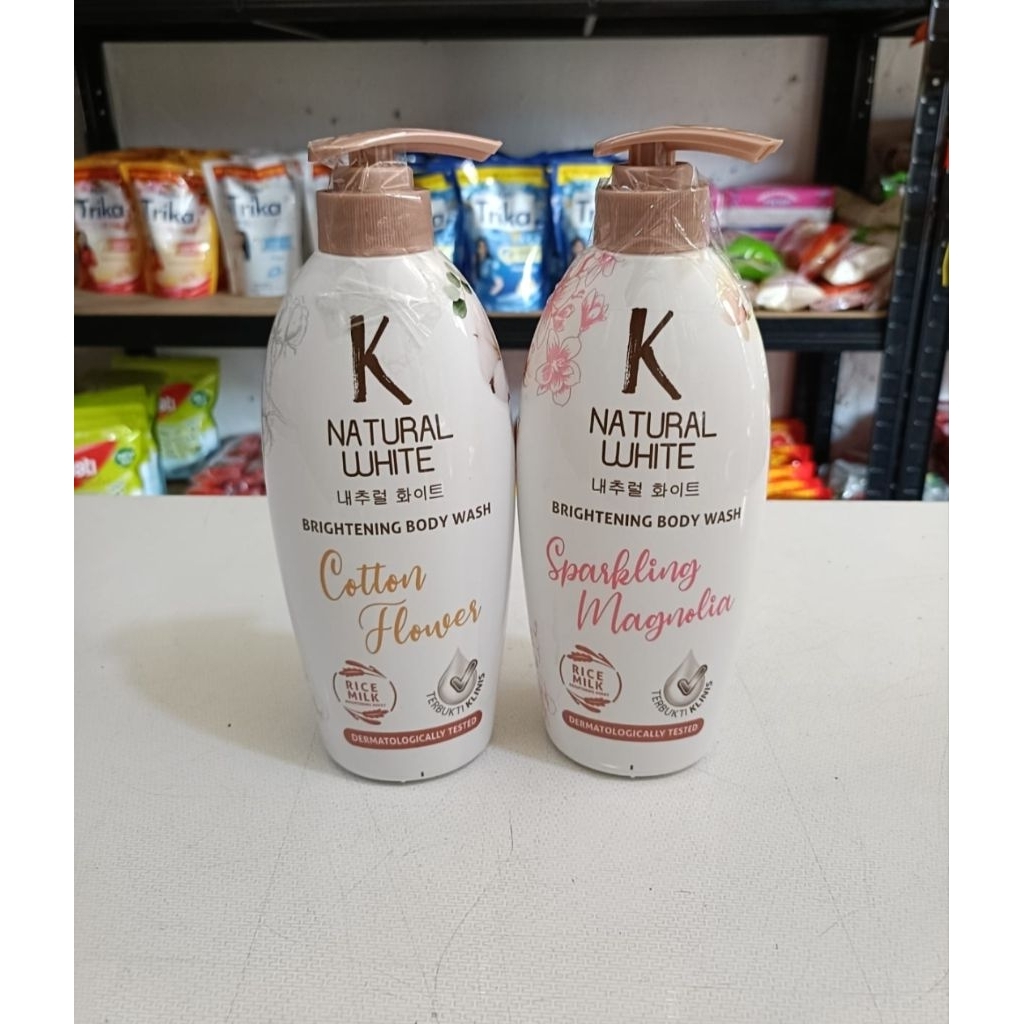 Trika
Trika
Trika
Trika
K
NATURAL
WHITE
내추럴 화이트
BRIGHTENING BODY WASH
Cotton
Flower
RICE
MILK
TERBUKTI KLINIS
DERMATOLOGICALLY TESTED
K
NATURAL
WHITE
내추럴 화이트
BRIGHTENING BODY WASH
Sparkling
Magnolia
RICE
MILK
TERBUKTI KLINIS
DERMATOLOGICALLY TESTED